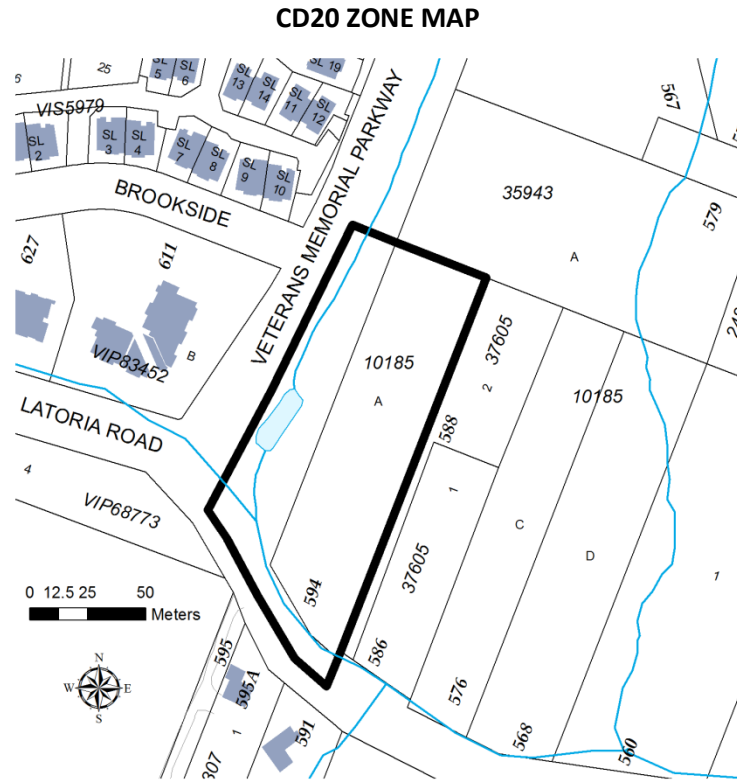 CD20 ZONE MAP
25
SL
5
SL
6
SL
13
SL
14
SL 19
SL
11
SL
12
6
VIS5979
SL
2
SL
3
SL
4
SL
7
SL
8
SL
9
SL
10
BROOKSIDE
VETERANS MEMORIAL PARKWAY
567
35943
A
579
627
611
VIP83452
B
10185
A
37605
2
588
10185
248
LATORIA ROAD
4
VIP68773
1
37605
C
D
1
594
0 12.5 25 50
Meters
N
W E
S
595
595A
1
307
591
586
576
568
560